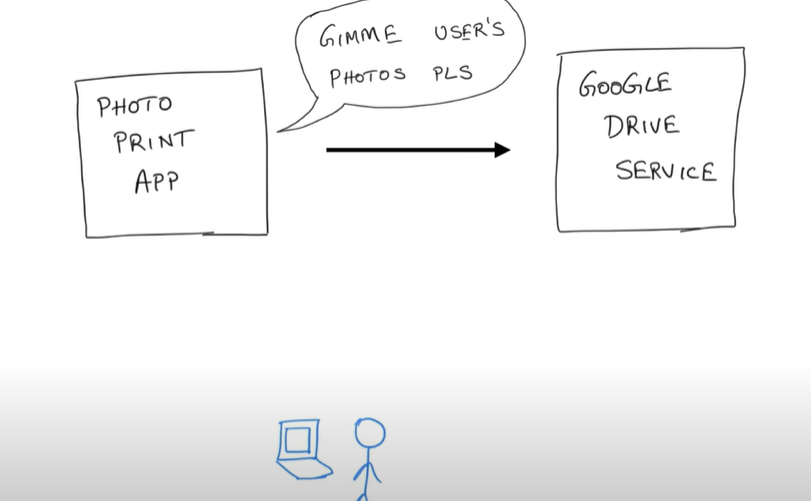 GIMME USER'S
PHOTOS PLS
PHOTO
PRINT
APP
GOOGLE
DRIVE
SERVICE